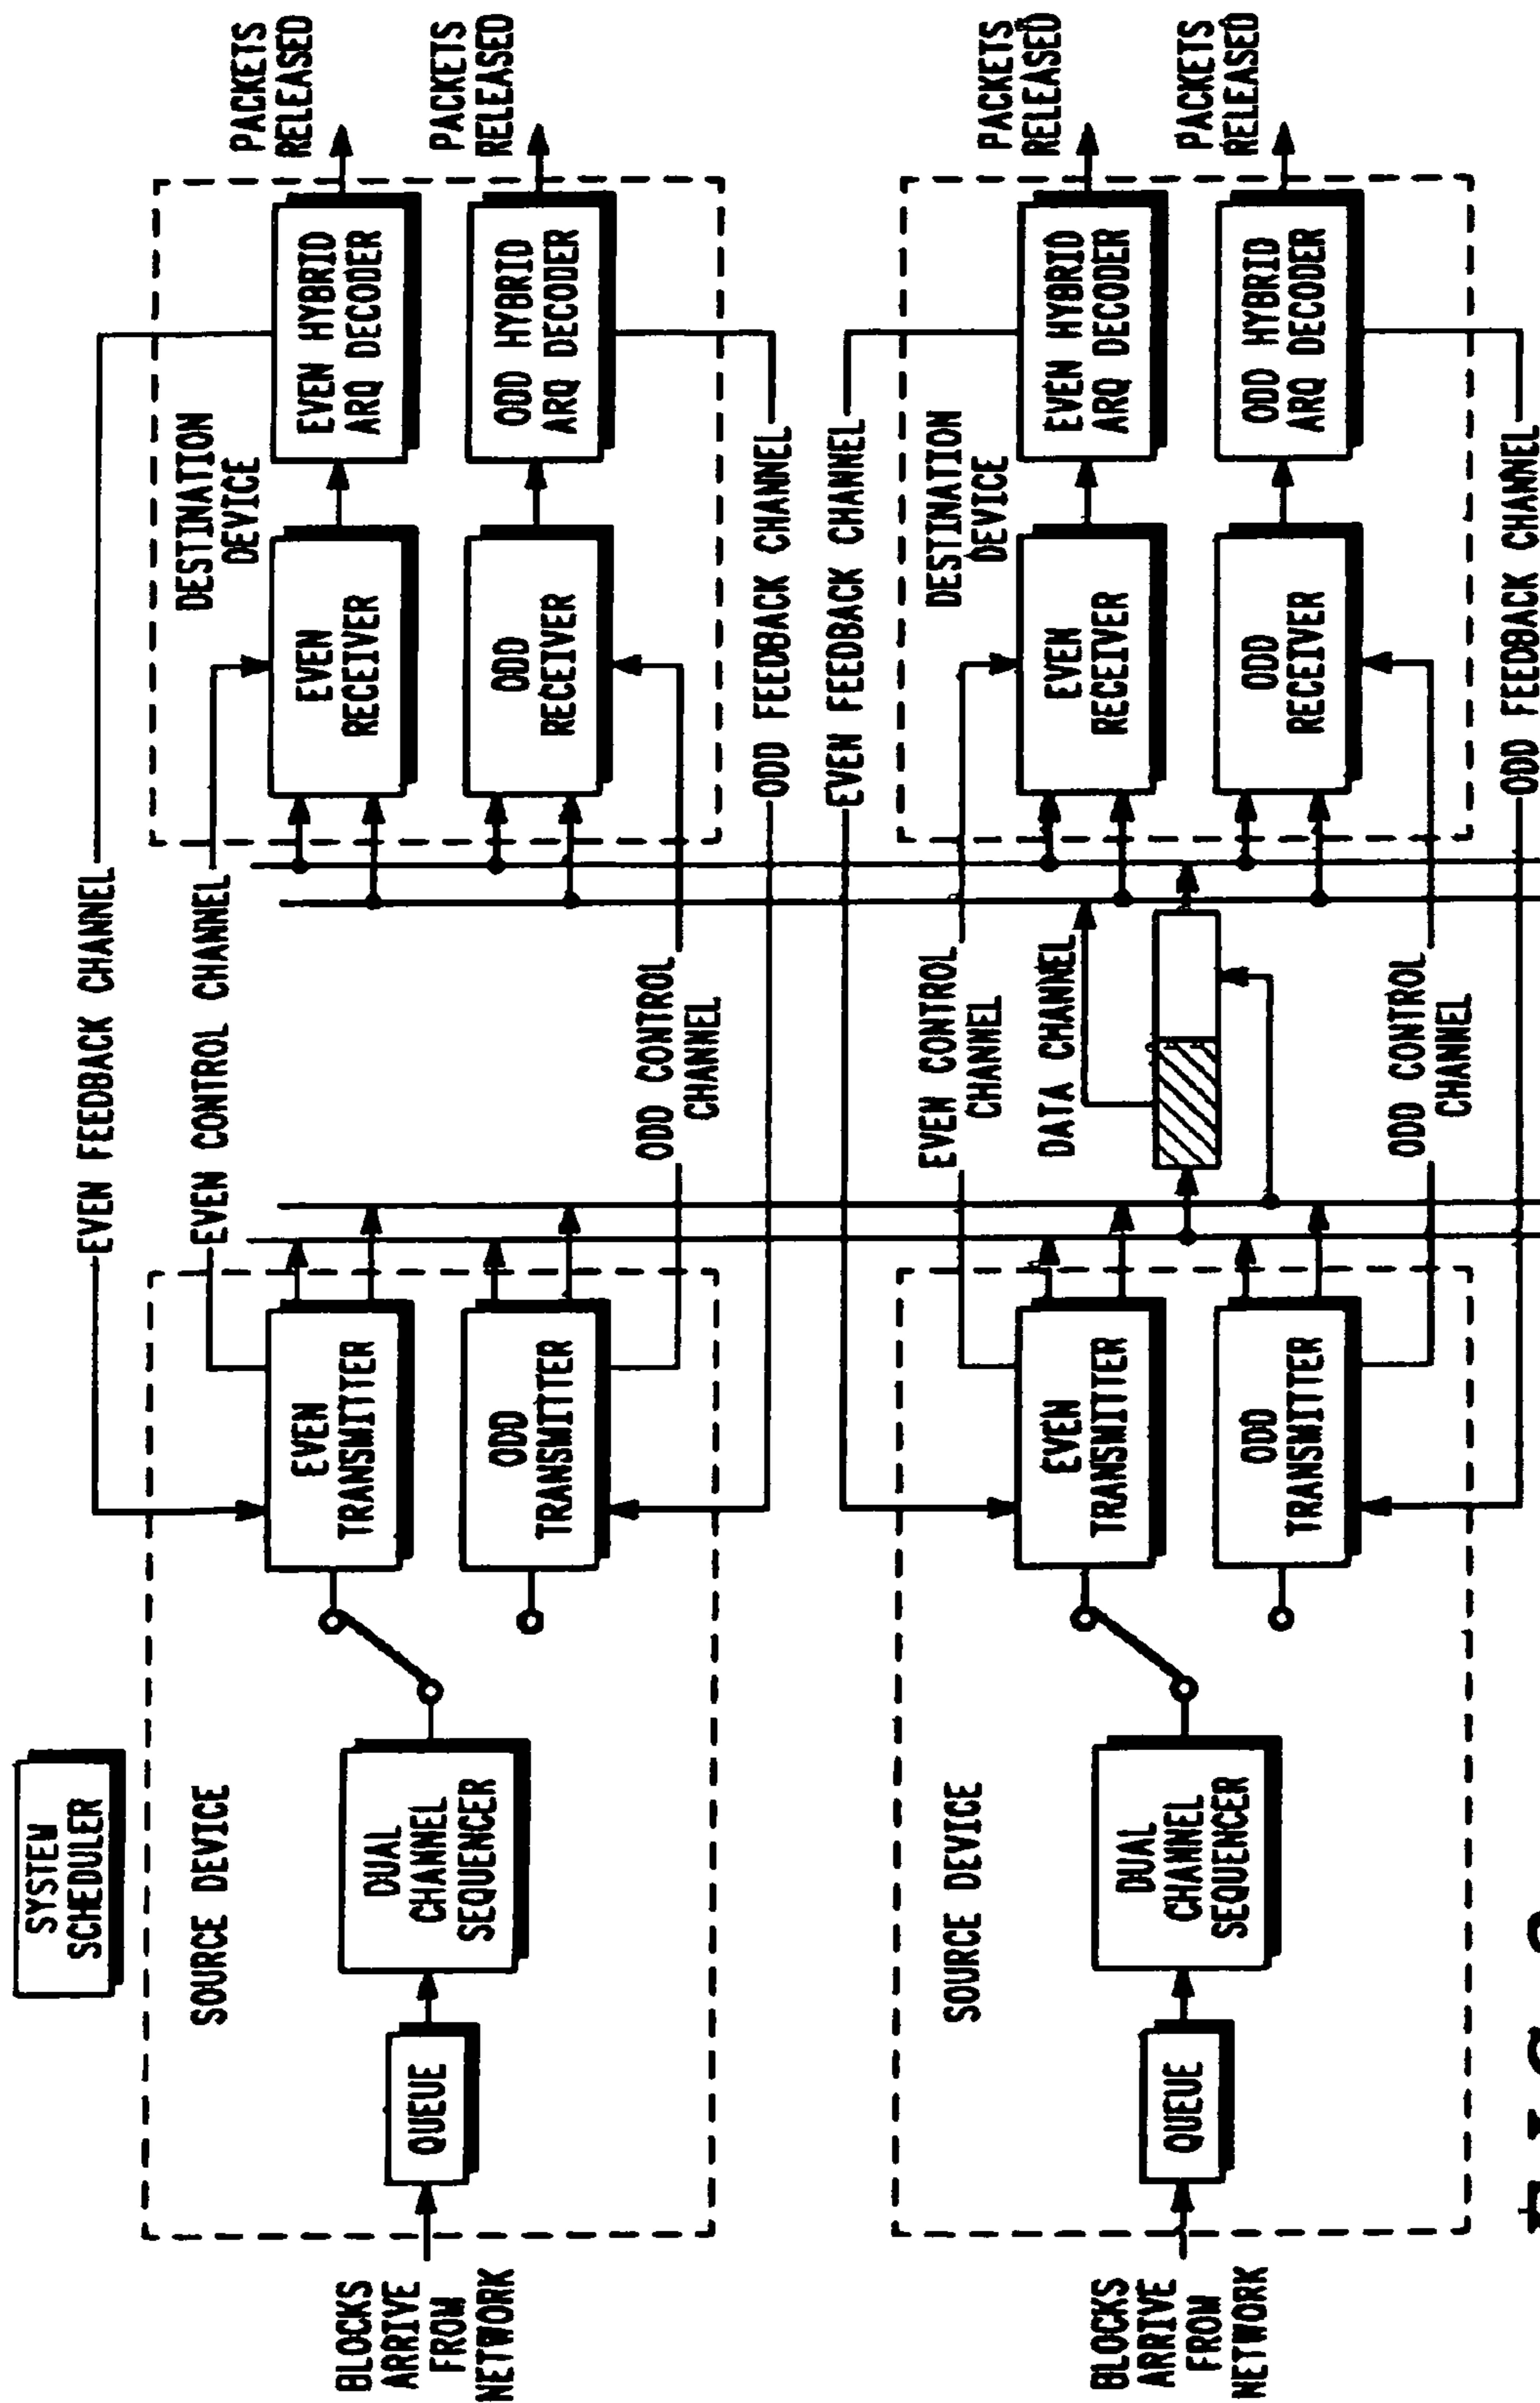 SYSTEM
SCHEDULER
EVEN FEEDBACK CHANNEL
SOURCE DEVICE
EVEN CONTROL CHANNEL
DESTINATION
DEVICE
BLOCKS
ARRIVE
FROM
NETWORK
QUEUE
DUAL
CHANNEL
SEQUENCER
EVEN
TRANSMITTER
ODD
TRANSMITTER
EVEN
RECEIVER
ODD
RECEIVER
EVEN HYBRID
ARQ DECODER
ODD HYBRID
ARQ DECODER
PACKETS
RELEASED
PACKETS
RELEASED
ODD CONTROL
CHANNEL
ODD FEEDBACK CHANNEL
EVEN FEEDBACK CHANNEL
SOURCE DEVICE
EVEN CONTROL
CHANNEL
DESTINATION
DEVICE
DATA CHANNEL
BLOCKS
ARRIVE
FROM
NETWORK
QUEUE
DUAL
CHANNEL
SEQUENCER
EVEN
TRANSMITTER
ODD
TRANSMITTER
EVEN
RECEIVER
ODD
RECEIVER
EVEN HYBRID
ARQ DECODER
ODD HYBRID
ARQ DECODER
PACKETS
RELEASED
PACKETS
RELEASED
ODD CONTROL
CHANNEL
ODD FEEDBACK CHANNEL